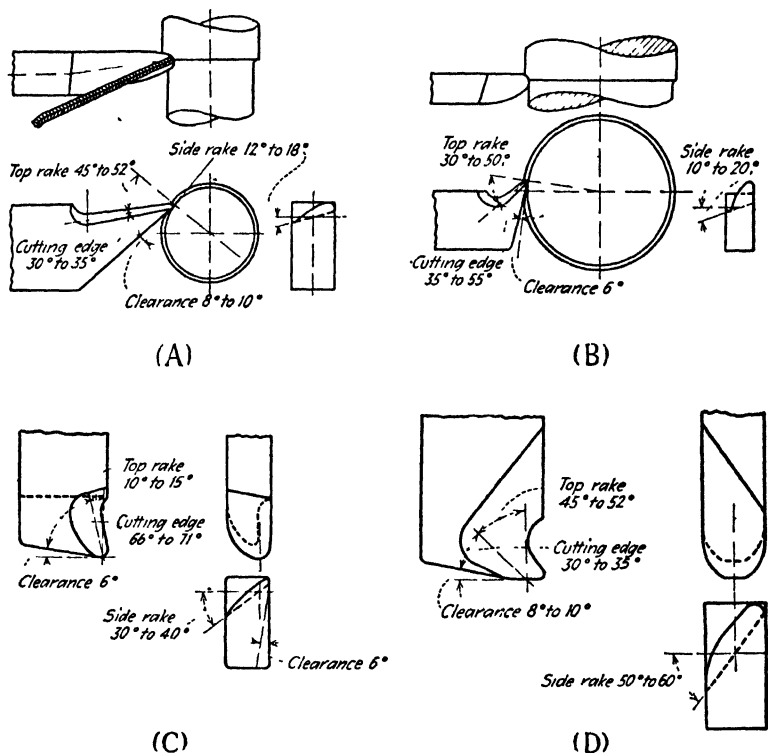 Side rake 12° to 18°
Top rake 45° to 52°
Cutting edge
30° to 35°
Clearance 8° to 10°
(A)
Top rake
30° to 50°
Side rake
10° to 20°
Cutting edge
35° to 55°
Clearance 6°
(B)
Top rake
10° to 15°
Cutting edge
66° to 71°
Clearance 6°
Side rake
30° to 40°
Clearance 6°
(C)
Top rake
45° to 52°
Cutting edge
30° to 35°
Clearance 8° to 10°
Side rake 50° to 60°
(D)